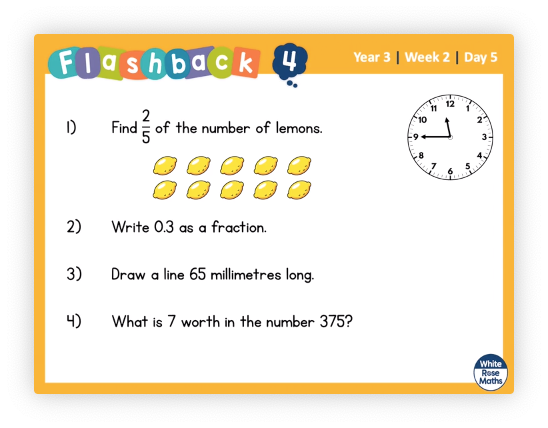 Flashback 4
Year 3 | Week 2 | Day 5
1) Find 2/5 of the number of lemons.
2) Write 0.3 as a fraction.
3) Draw a line 65 millimetres long.
4) What is 7 worth in the number 375?
12
1
2
3
4
5
6
7
8
9
10
11
White
Rose
Maths